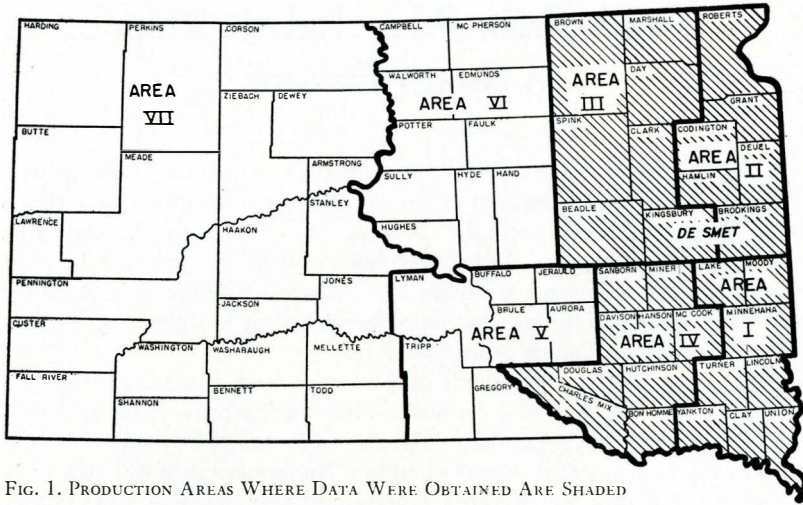 HARDING
PERKINS
CORSON
CAMPBELL
MC PHERSON
BROWN
MARSHALL
ROBERTS
AREA
VII
ZIEBACH
DEWEY
WALWORTH
EDMUNDS
AREA VI
AREA
III
DAY
GRANT
BUTTE
MEADE
ARMSTRONG
POTTER
FAULK
SPINK
CLARK
CODINGTON
AREA
II
DEUEL
HAMLIN
LAWRENCE
HAAKON
STANLEY
SULLY
HYDE
HAND
HUGHES
BEADLE
KINGSBURY
BROOKINGS
DE SMET
PENNINGTON
JACKSON
JONES
LYMAN
BUFFALO
JERAULD
SANBORN
MINER
LAKE
MOODY
AREA
I
CUSTER
WASHINGTON
WASHABAUGH
MELLETTE
TRIPP
BRULE
AURORA
AREA V
DAVISON
HANSON
MC COOK
AREA IV
MINNEHAHA
FALL RIVER
SHANNON
BENNETT
TODD
GREGORY
CHARLES MIX
DOUGLAS
HUTCHINSON
TURNER
LINCOLN
BON HOMME
YANKTON
CLAY
UNION
FIG. 1. PRODUCTION AREAS WHERE DATA WERE OBTAINED ARE SHADED